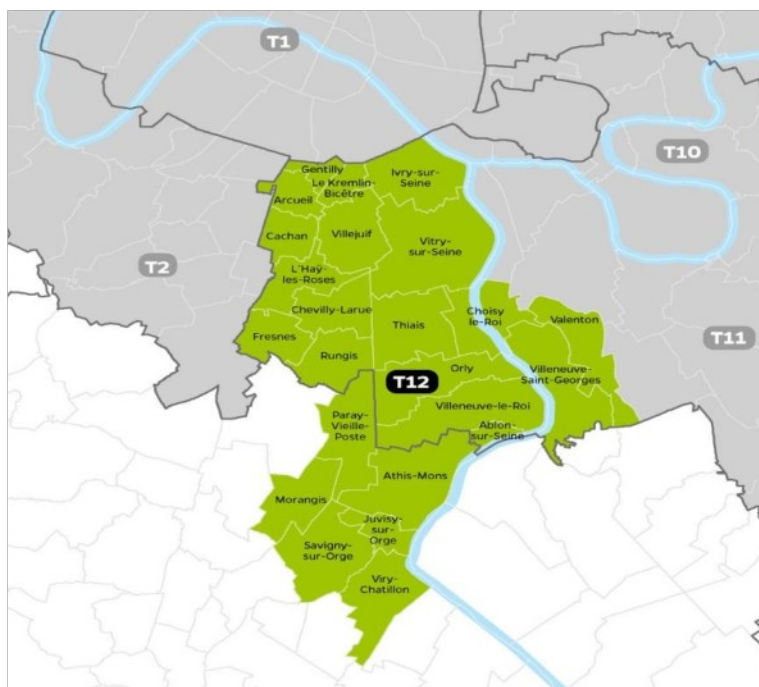 T1
T10
Gentilly
Le Kremlin-
Bicêtre
Ivry-sur-
Seine
Arcueil
Cachan
Villejuif
Vitry-
sur-Seine
T2
L'Haÿ-
les-Roses
Chevilly-Larue
Choisy
le-Roi
Valenton
Thiais
T11
Fresnes
Rungis
Orly
Villeneuve-
Saint-Georges
T12
Villeneuve-le-Roi
Paray-
Vieille-
Poste
Ablon-
sur-Seine
Athis-Mons
Morangis
Juvisy-
sur-
Orge
Savigny-
sur-Orge
Viry-
Chatillon